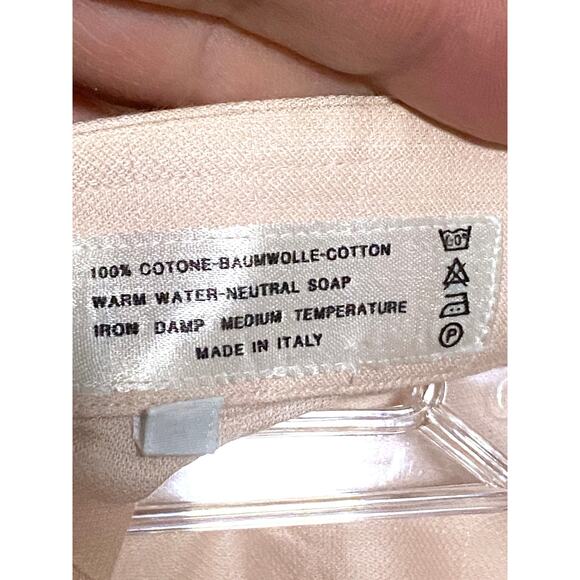 100% COTONE-BAUMWOLLE-COTTON
WARM WATER-NEUTRAL SOAP
IRON DAMP MEDIUM TEMPERATURE
MADE IN ITALY
P